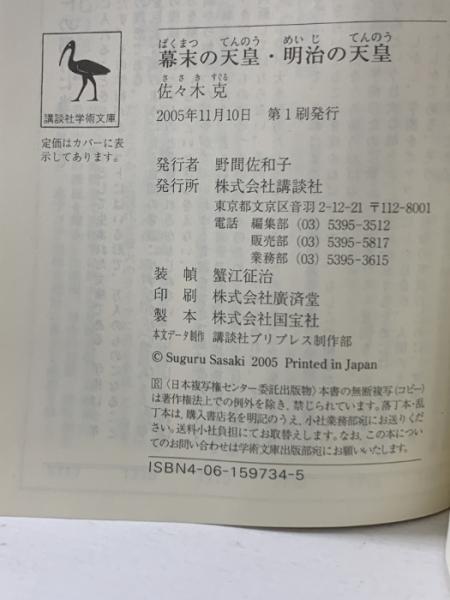 ばくまつ てんのう めいじ てんのう
幕末の天皇・明治の天皇
ささき すぐる
佐々木 克
2005年11月10日 第1刷発行
講談社学術文庫
定価はカバーに表
示してあります。
発行者 野間佐和子
発行所 株式会社講談社
東京都文京区音羽 2-12-21 〒112-8001
電話 編集部 (03) 5395-3512
販売部 (03) 5395-5817
業務部 (03) 5395-3615
装 幀 蟹江征治
印 刷 株式会社廣済堂
製 本 株式会社国宝社
本文データ制作 講談社プリプレス制作部
© Suguru Sasaki 2005 Printed in Japan
Ⓡ〈日本複写権センター委託出版物〉本書の無断複写(コピー)
は著作権法上での例外を除き、禁じられています。落丁本・乱
丁本は、購入書店名を明記のうえ、小社業務部宛にお送りくださ
い。送料小社負担にてお取替えします。なお、この本につい
てのお問い合わせは学術文庫出版部宛にお願いいたします。
ISBN4-06-159734-5